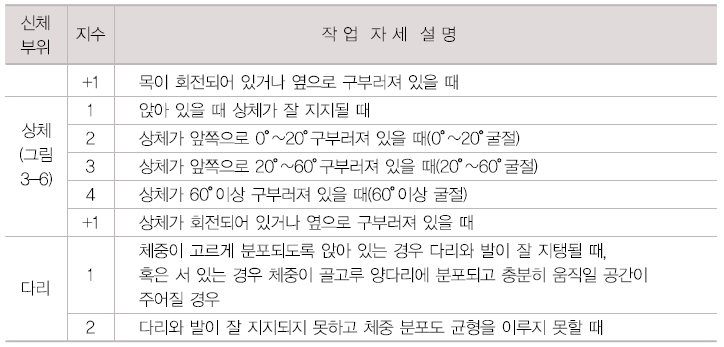 신체 부위 지수 작업 자세 설명
+1 목이 회전되어 있거나 옆으로 구부러져 있을 때
상체 (그림 3-6)
1 앉아 있을 때 상체가 잘 지지될 때
2 상체가 앞쪽으로 0°~20°구부러져 있을 때(0°~20°굴절)
3 상체가 앞쪽으로 20°~60°구부러져 있을 때(20°~60°굴절)
4 상체가 60°이상 구부러져 있을 때(60°이상 굴절)
+1 상체가 회전되어 있거나 옆으로 구부러져 있을 때
다리
1 체중이 고르게 분포되도록 앉아 있는 경우 다리와 발이 잘 지탱될 때,
혹은 서 있는 경우 체중이 골고루 양다리에 분포되고 충분히 움직일 공간이
주어질 경우
2 다리와 발이 잘 지지되지 못하고 체중 분포도 균형을 이루지 못할 때